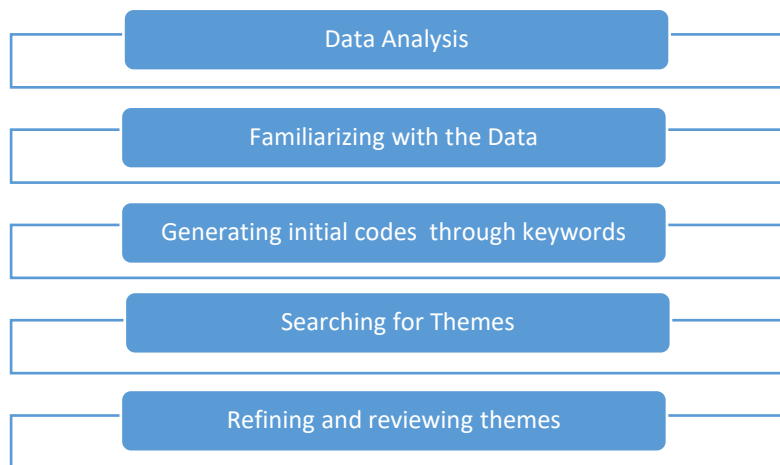 Data Analysis
Familiarizing with the Data
Generating initial codes  through keywords
Searching for Themes
Refining and reviewing themes